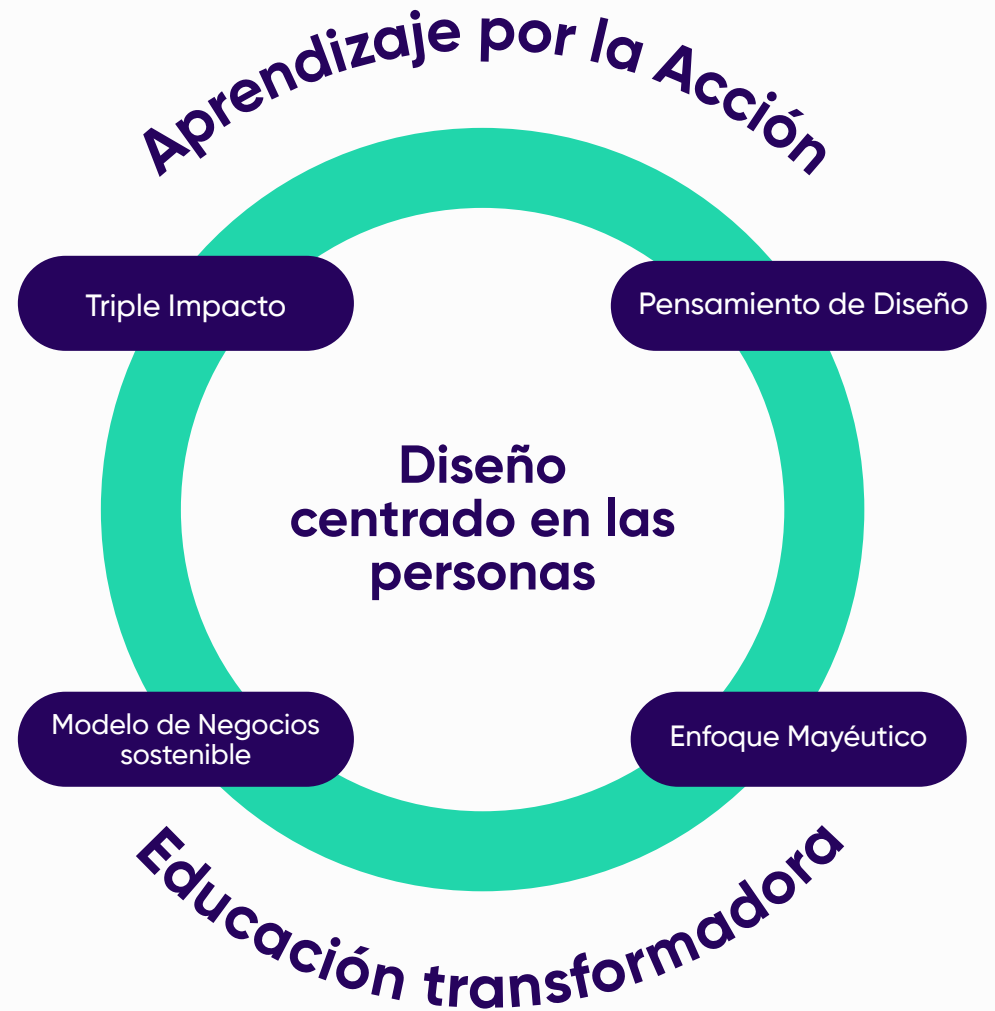 Aprendizaje por la Acción
Triple Impacto
Pensamiento de Diseño
Diseño
centrado en las
personas
Modelo de Negocios
sostenible
Enfoque Mayéutico
Educación transformadora